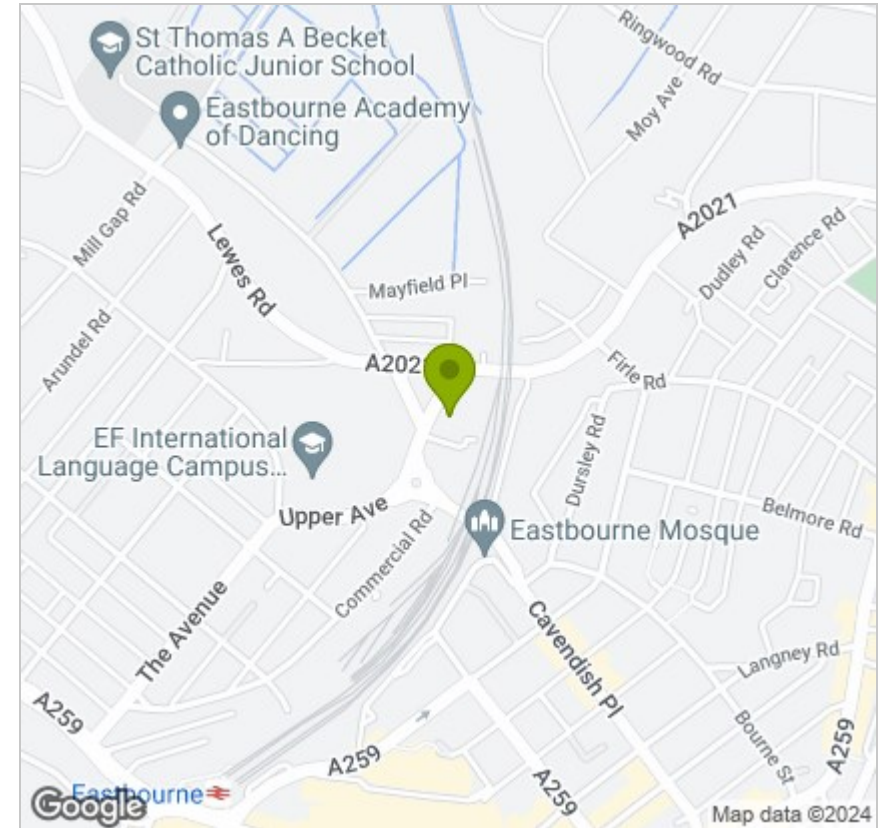 St Thomas A Becket
Catholic Junior School
Ringwood Rd
Moy Ave
Eastbourne Academy
of Dancing
Mill Gap Rd
A2021
Clarence Rd
Dudley Rd
Lewes Rd
Mayfield Pl
Arundel Rd
A202
Firle Rd
EF International
Language Campus...
Dursley Rd
Upper Ave
Belmore Rd
Commercial Rd
Eastbourne Mosque
The Avenue
Cavendish Pl
Langney Rd
A259
Bourne St
A259
A259
A259
Eastbourne
Google
Map data ©2024